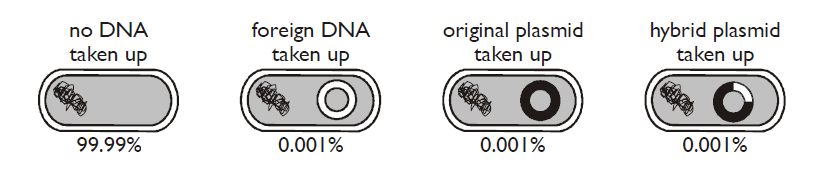 no DNA
taken up
99.99%
foreign DNA
taken up
0.001%
original plasmid
taken up
0.001%
hybrid plasmid
taken up
0.001%